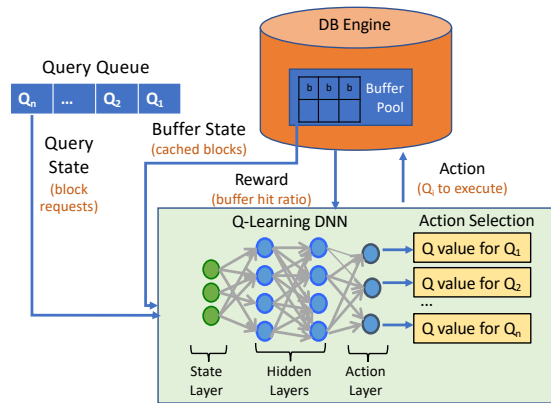 DB Engine
Query Queue
Qn ... Q2 Q1
b b b
Buffer
Pool
Query
State
(block
requests)
Buffer State
(cached blocks)
Reward
(buffer hit ratio)
Action
(Qi to execute)
Q-Learning DNN
Action Selection
Q value for Q1
Q value for Q2
...
Q value for Qn
State
Layer
Hidden
Layers
Action
Layer